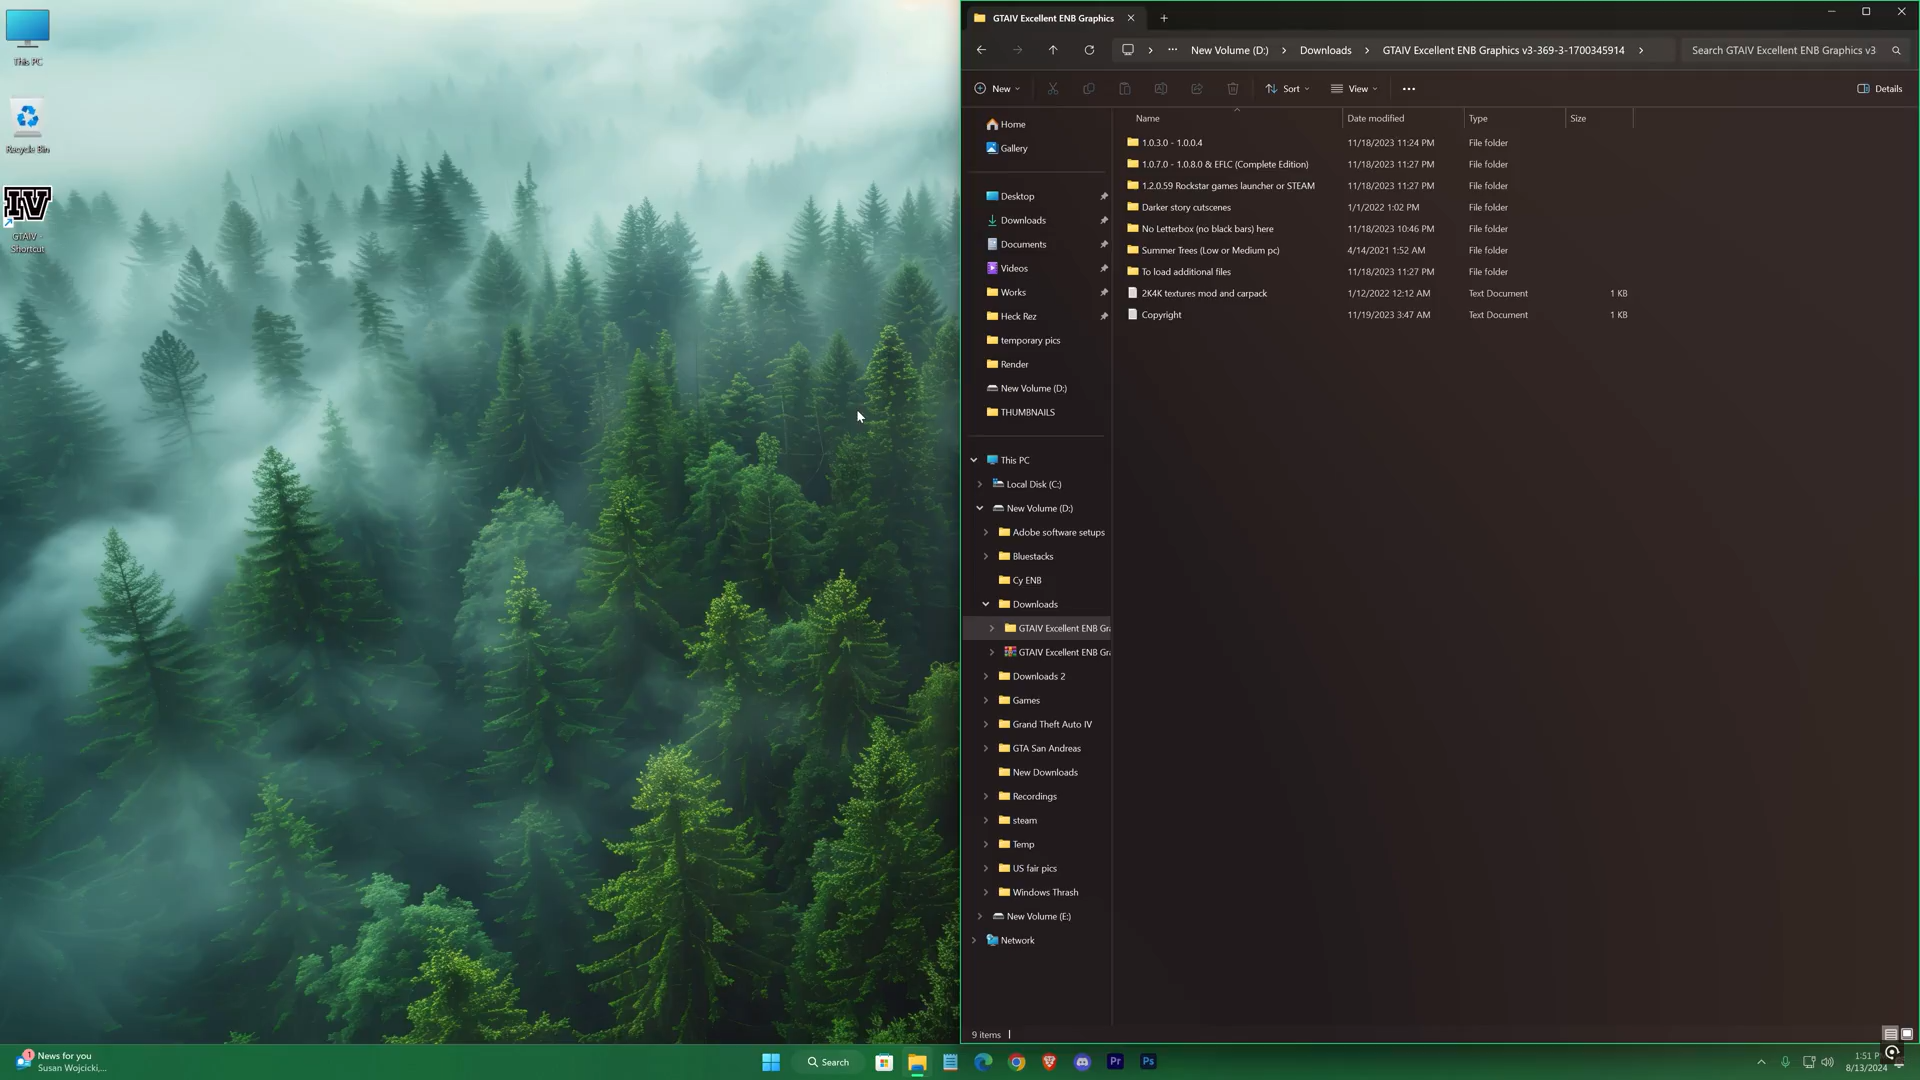 This PC
Recycle Bin
IV
GTAIV - Shortcut
GTAIV Excellent ENB Graphics
New Volume (D:)
Downloads
GTAIV Excellent ENB Graphics v3-369-3-1700345914
Search GTAIV Excellent ENB Graphics v3
New
Sort
View
Details
Home
Gallery
Desktop
Downloads
Documents
Videos
Works
Heck Rez
temporary pics
Render
New Volume (D:)
THUMBNAILS
This PC
Local Disk (C:)
New Volume (D:)
Adobe software setups
Bluestacks
Cy ENB
Downloads
GTAIV Excellent ENB Gra
GTAIV Excellent ENB Gra
Downloads 2
Games
Grand Theft Auto IV
GTA San Andreas
New Downloads
Recordings
steam
Temp
US fair pics
Windows Thrash
New Volume (E:)
Network
Name Date modified Type Size
1.0.3.0 - 1.0.0.4 11/18/2023 11:24 PM File folder
1.0.7.0 - 1.0.8.0 & EFLC (Complete Edition) 11/18/2023 11:27 PM File folder
1.2.0.59 Rockstar games launcher or STEAM 11/18/2023 11:27 PM File folder
Darker story cutscenes 1/1/2022 1:02 PM File folder
No Letterbox (no black bars) here 11/18/2023 10:46 PM File folder
Summer Trees (Low or Medium pc) 4/14/2021 1:52 AM File folder
To load additional files 11/18/2023 11:27 PM File folder
2K4K textures mod and carpack 1/12/2022 12:12 AM Text Document 1 KB
Copyright 11/19/2023 3:47 AM Text Document 1 KB
9 items
1
News for you
Susan Wojcicki,...
Search
Pr
Ps
1:51 P
8/13/2024